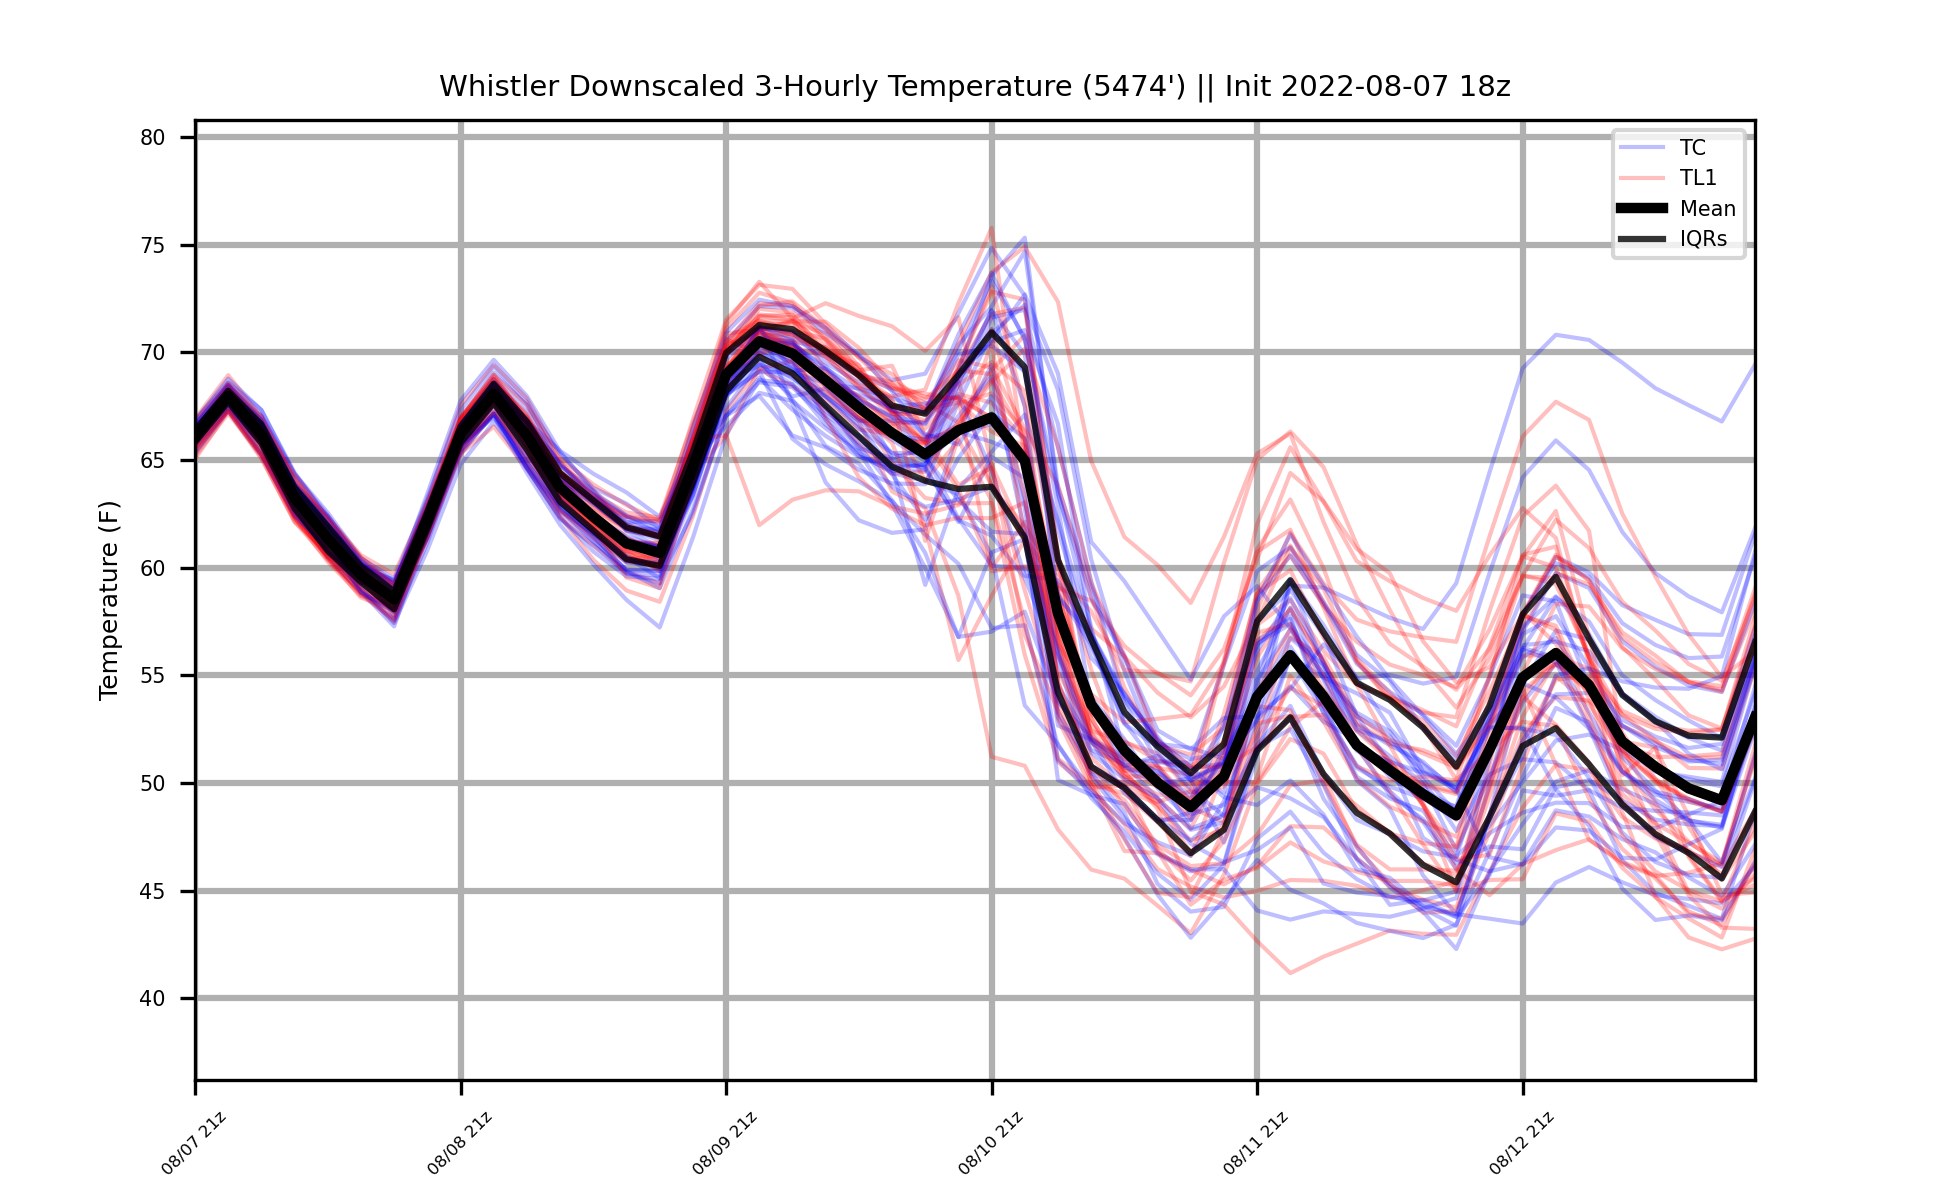 Whistler Downscaled 3-Hourly Temperature (5474') || Init 2022-08-07 18z
TC
TL1
Mean
IQRs
Temperature (F)
80
75
70
65
60
55
50
45
40
08/07 21z
08/08 21z
08/09 21z
08/10 21z
08/11 21z
08/12 21z